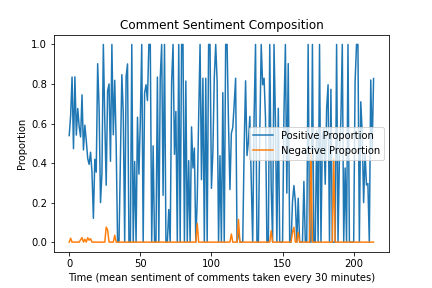 Comment Sentiment Composition
1.0
0.8
0.6
0.4
0.2
0.0
Proportion
Positive Proportion
Negative Proportion
0 50 100 150 200
Time (mean sentiment of comments taken every 30 minutes)